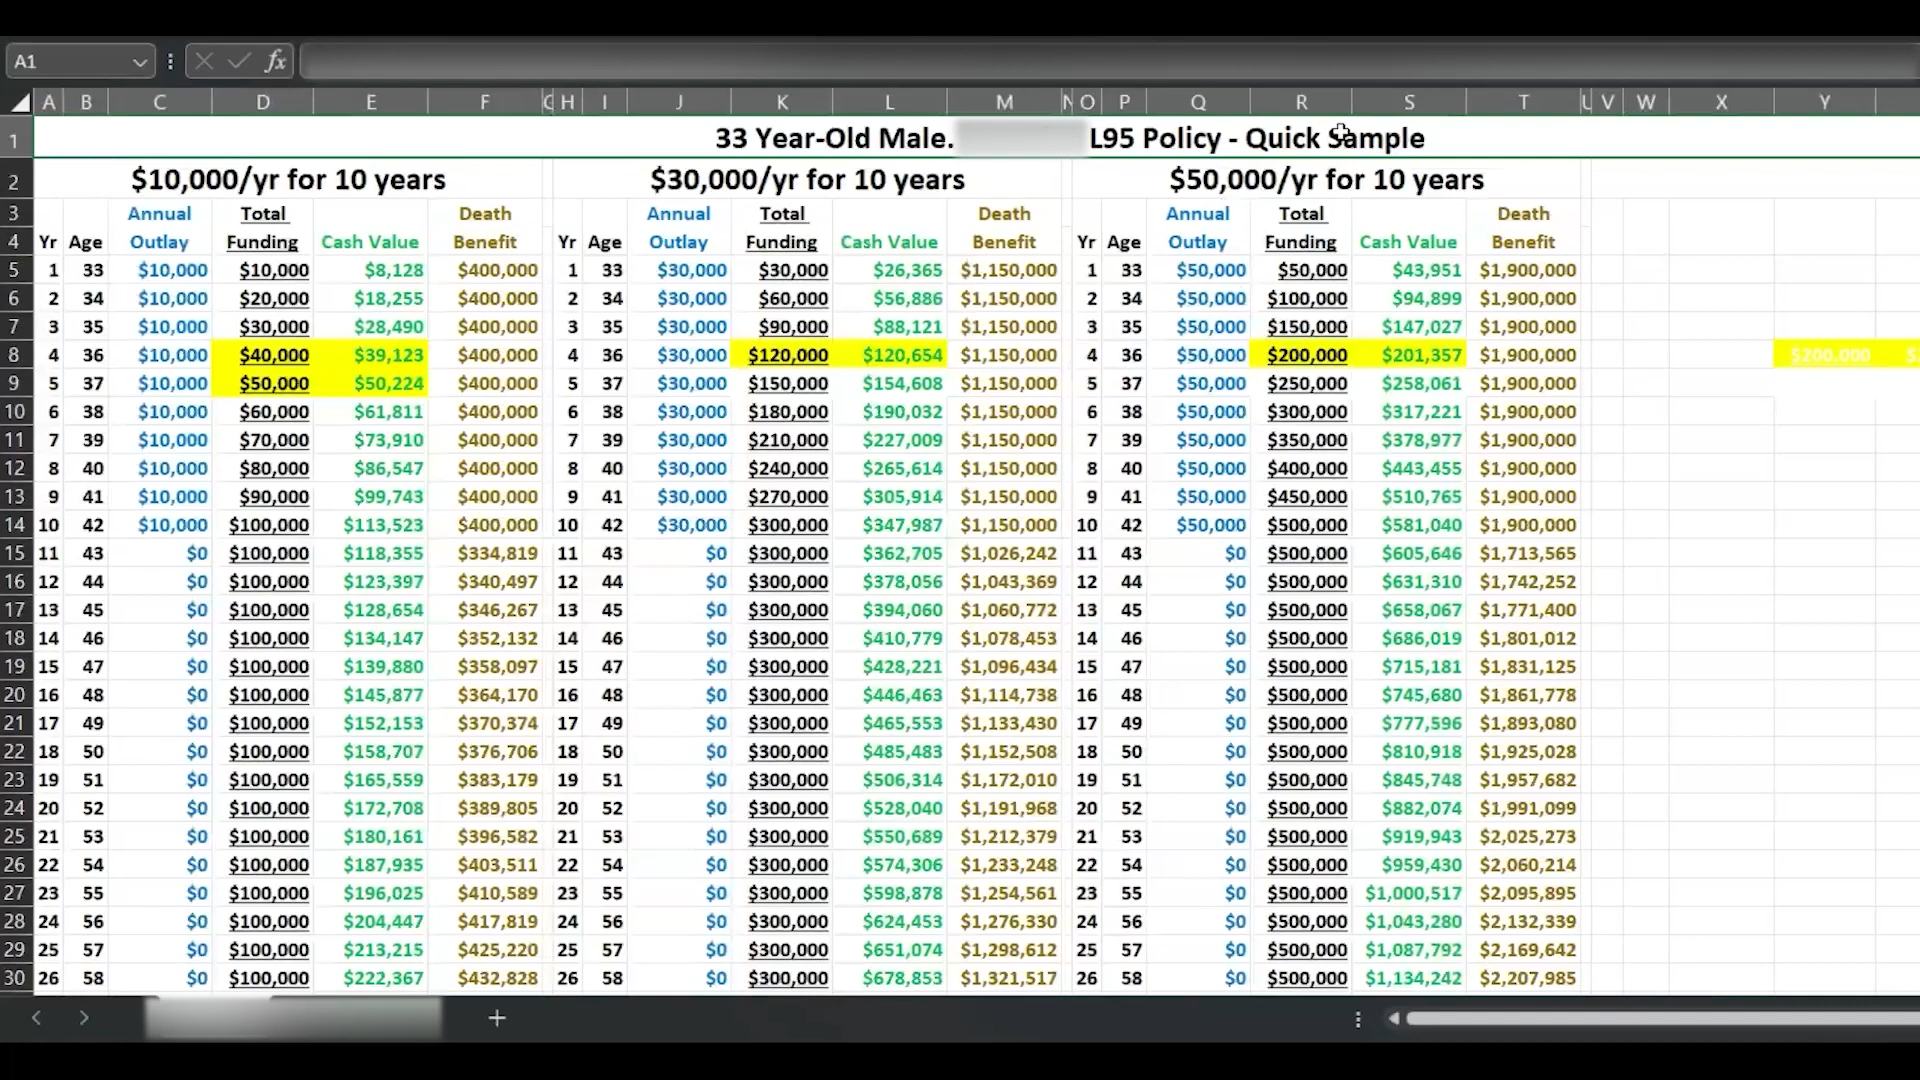 A1 fx
A B C D E F G H I J K L M N O P Q R S T U V W X Y
1 33 Year-Old Male. L95 Policy - Quick Sample
2 $10,000/yr for 10 years $30,000/yr for 10 years $50,000/yr for 10 years
3 Annual Total Death Annual Total Death Annual Total Death
4 Yr Age Outlay Funding Cash Value Benefit Yr Age Outlay Funding Cash Value Benefit Yr Age Outlay Funding Cash Value Benefit
5 1 33 $10,000 $10,000 $8,128 $400,000 1 33 $30,000 $30,000 $26,365 $1,150,000 1 33 $50,000 $50,000 $43,951 $1,900,000
6 2 34 $10,000 $20,000 $18,255 $400,000 2 34 $30,000 $60,000 $56,886 $1,150,000 2 34 $50,000 $100,000 $94,899 $1,900,000
7 3 35 $10,000 $30,000 $28,490 $400,000 3 35 $30,000 $90,000 $88,121 $1,150,000 3 35 $50,000 $150,000 $147,027 $1,900,000
8 4 36 $10,000 $40,000 $39,123 $400,000 4 36 $30,000 $120,000 $120,654 $1,150,000 4 36 $50,000 $200,000 $201,357 $1,900,000 $200,000
9 5 37 $10,000 $50,000 $50,224 $400,000 5 37 $30,000 $150,000 $154,608 $1,150,000 5 37 $50,000 $250,000 $258,061 $1,900,000
10 6 38 $10,000 $60,000 $61,811 $400,000 6 38 $30,000 $180,000 $190,032 $1,150,000 6 38 $50,000 $300,000 $317,221 $1,900,000
11 7 39 $10,000 $70,000 $73,910 $400,000 7 39 $30,000 $210,000 $227,009 $1,150,000 7 39 $50,000 $350,000 $378,977 $1,900,000
12 8 40 $10,000 $80,000 $86,547 $400,000 8 40 $30,000 $240,000 $265,614 $1,150,000 8 40 $50,000 $400,000 $443,455 $1,900,000
13 9 41 $10,000 $90,000 $99,743 $400,000 9 41 $30,000 $270,000 $305,914 $1,150,000 9 41 $50,000 $450,000 $510,765 $1,900,000
14 10 42 $10,000 $100,000 $113,523 $400,000 10 42 $30,000 $300,000 $347,987 $1,150,000 10 42 $50,000 $500,000 $581,040 $1,900,000
15 11 43 $0 $100,000 $118,355 $334,819 11 43 $0 $300,000 $362,705 $1,026,242 11 43 $0 $500,000 $605,646 $1,713,565
16 12 44 $0 $100,000 $123,397 $340,497 12 44 $0 $300,000 $378,056 $1,043,369 12 44 $0 $500,000 $631,310 $1,742,252
17 13 45 $0 $100,000 $128,654 $346,267 13 45 $0 $300,000 $394,060 $1,060,772 13 45 $0 $500,000 $658,067 $1,771,400
18 14 46 $0 $100,000 $134,147 $352,132 14 46 $0 $300,000 $410,779 $1,078,453 14 46 $0 $500,000 $686,019 $1,801,012
19 15 47 $0 $100,000 $139,880 $358,097 15 47 $0 $300,000 $428,221 $1,096,434 15 47 $0 $500,000 $715,181 $1,831,125
20 16 48 $0 $100,000 $145,877 $364,170 16 48 $0 $300,000 $446,463 $1,114,738 16 48 $0 $500,000 $745,680 $1,861,778
21 17 49 $0 $100,000 $152,153 $370,374 17 49 $0 $300,000 $465,553 $1,133,430 17 49 $0 $500,000 $777,596 $1,893,080
22 18 50 $0 $100,000 $158,707 $376,706 18 50 $0 $300,000 $485,483 $1,152,508 18 50 $0 $500,000 $810,918 $1,925,028
23 19 51 $0 $100,000 $165,559 $383,179 19 51 $0 $300,000 $506,314 $1,172,010 19 51 $0 $500,000 $845,748 $1,957,682
24 20 52 $0 $100,000 $172,708 $389,805 20 52 $0 $300,000 $528,040 $1,191,968 20 52 $0 $500,000 $882,074 $1,991,099
25 21 53 $0 $100,000 $180,161 $396,582 21 53 $0 $300,000 $550,689 $1,212,379 21 53 $0 $500,000 $919,943 $2,025,273
26 22 54 $0 $100,000 $187,935 $403,511 22 54 $0 $300,000 $574,306 $1,233,248 22 54 $0 $500,000 $959,430 $2,060,214
27 23 55 $0 $100,000 $196,025 $410,589 23 55 $0 $300,000 $598,878 $1,254,561 23 55 $0 $500,000 $1,000,517 $2,095,895
28 24 56 $0 $100,000 $204,447 $417,819 24 56 $0 $300,000 $624,453 $1,276,330 24 56 $0 $500,000 $1,043,280 $2,132,339
29 25 57 $0 $100,000 $213,215 $425,220 25 57 $0 $300,000 $651,074 $1,298,612 25 57 $0 $500,000 $1,087,792 $2,169,642
30 26 58 $0 $100,000 $222,367 $432,828 26 58 $0 $300,000 $678,853 $1,321,517 26 58 $0 $500,000 $1,134,242 $2,207,985